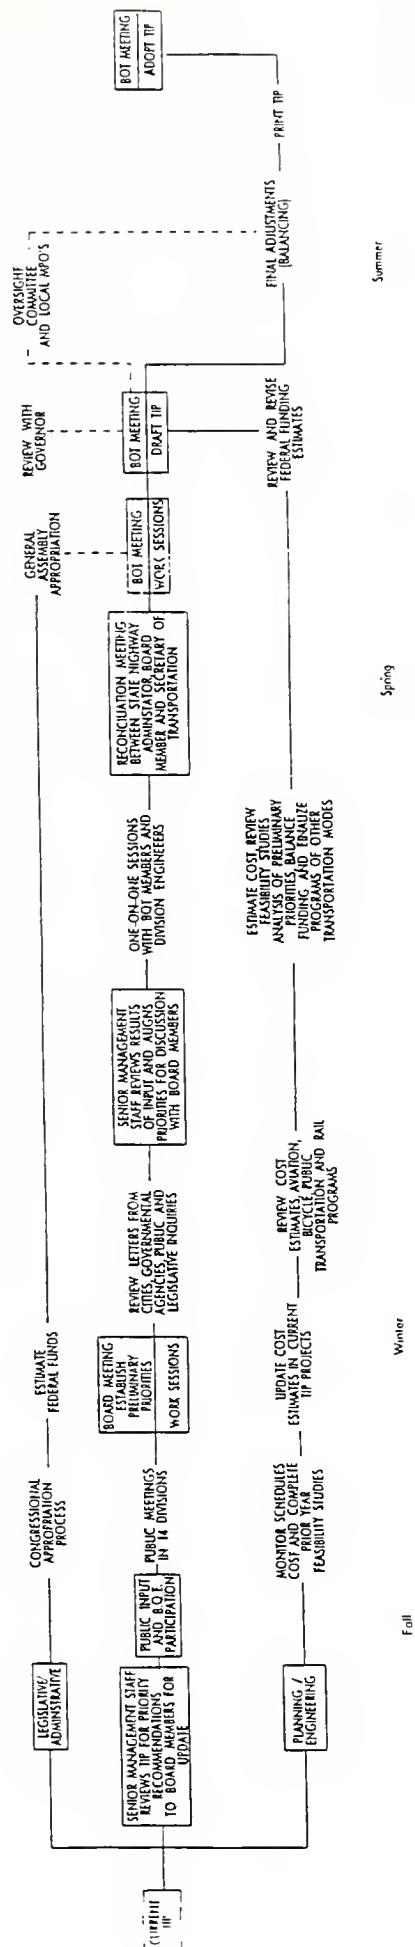 CURRENT
LEGISLATIVE/
ADMINISTRATIVE
CONGRESSIONAL
APPROPRIATION
PROCESS
ESTIMATE
FEDERAL FUNDS
GENERAL
ASSEMBLY
APPROPRIATION
REVIEW WITH
GOVERNOR
OVERSIGHT
COMMITTEE
AND LOCAL MPO'S
SENIOR MANAGEMENT STAFF
REVIEWS TIP FOR PRIORITY
RECOMMENDATIONS
TO BOARD MEMBERS FOR
UPDATE
PUBLIC INPUT
AND B.O.T.
PARTICIPATION
PUBLIC MEETINGS
IN 14 DIVISIONS
BOARD MEETING
ESTABLISH
PRELIMINARY
PRIORITIES
WORK SESSIONS
REVIEW LETTERS FROM
CITIES, GOVERNMENTAL
AGENCIES, PUBLIC AND
LEGISLATIVE INQUIRIES
SENIOR MANAGEMENT
STAFF REVIEWS RESULTS
OF INPUT AND ALIGNS
PRIORITIES FOR DISCUSSION
WITH BOARD MEMBERS
ONE-ON-ONE SESSIONS
WITH BOT MEMBERS AND
DIVISION ENGINEEERS
RECONCILIATION MEETING
BETWEEN STATE HIGHWAY
ADMINSTATOR, BOARD
MEMBER AND SECRETARY OF
TRANSPORTATION
BOT MEETING
WORK SESSIONS
BOT MEETING
DRAFT TIP
BOT MEETING
ADOPT TIP
PLANNING /
ENGINEERING
MONITOR SCHEDULES
COST AND COMPLETE
PRIOR YEAR
FEASIBILITY STUDIES
UPDATE COST
ESTIMATES IN CURRENT
TIP PROJECTS
REVIEW COST
ESTIMATES, AVIATION,
BICYCLE, PUBLIC
TRANSPORTATION AND RAIL
PROGRAMS
ESTIMATE COST, REVIEW
FEASIBILITY STUDIES
ANALYSIS OF PRELIMINARY
PRIORITIES, BALANCE
FUNDING AND FINALIZE
PROGRAMS OF OTHER
TRANSPORTATION MODES
REVIEW AND REVISE
FEDERAL FUNDING
ESTIMATES
FINAL ADJUSTMENTS
(BALANCING)
PRINT TIP
Fall
Winter
Spring
Summer